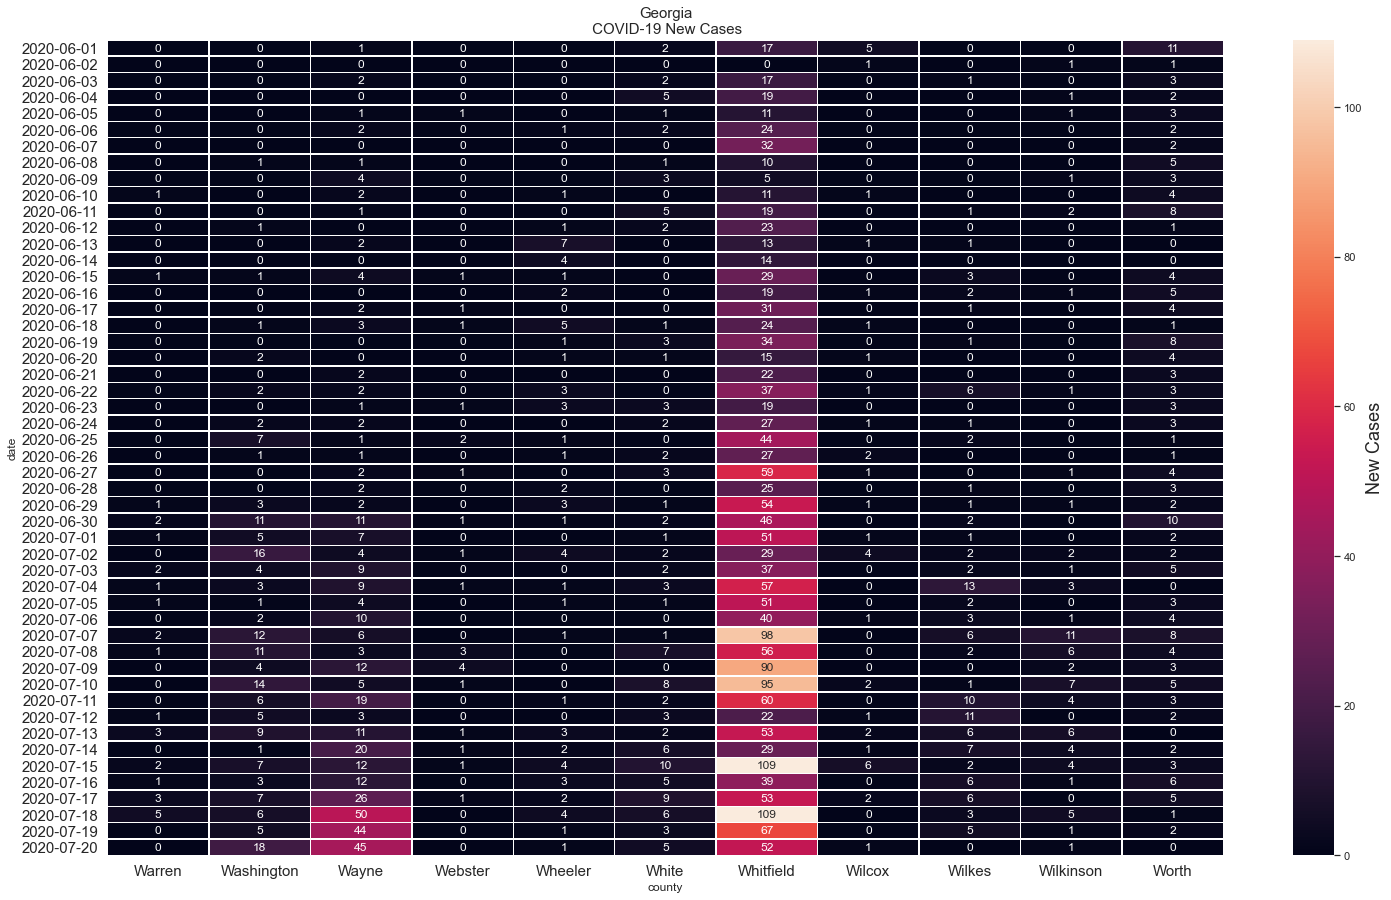 Georgia
COVID-19 New Cases
2020-06-01 0 0 1 0 0 2 17 5 0 0 11
2020-06-02 0 0 0 0 0 0 0 1 0 1 1
2020-06-03 0 0 2 0 0 2 17 0 1 0 3
2020-06-04 0 0 0 0 0 5 19 0 0 1 2
2020-06-05 0 0 1 1 0 1 11 0 0 1 3
2020-06-06 0 0 2 0 1 2 24 0 0 0 2
2020-06-07 0 0 0 0 0 0 32 0 0 0 2
2020-06-08 0 1 1 0 0 1 10 0 0 0 5
2020-06-09 0 0 4 0 0 3 5 0 0 1 3
2020-06-10 1 0 2 0 1 0 11 1 0 0 4
2020-06-11 0 0 1 0 0 5 19 0 1 2 8
2020-06-12 0 1 0 0 1 2 23 0 0 0 1
2020-06-13 0 0 2 0 7 0 13 1 1 0 0
2020-06-14 0 0 0 0 4 0 14 0 0 0 0
2020-06-15 1 1 4 1 1 0 29 0 3 0 4
2020-06-16 0 0 0 0 2 0 19 1 2 1 5
2020-06-17 0 0 2 1 0 0 31 0 1 0 4
2020-06-18 0 1 3 1 5 1 24 1 0 0 1
2020-06-19 0 0 0 0 1 3 34 0 1 0 8
2020-06-20 0 2 0 0 1 1 15 1 0 0 4
2020-06-21 0 0 2 0 0 0 22 0 0 0 3
2020-06-22 0 2 2 0 3 0 37 1 6 1 3
2020-06-23 0 0 1 1 3 3 19 0 0 0 3
2020-06-24 0 2 2 0 0 2 27 1 1 0 3
2020-06-25 0 7 1 2 1 0 44 0 2 0 1
2020-06-26 0 1 1 0 1 2 27 2 0 0 1
2020-06-27 0 0 2 1 0 3 59 1 0 1 4
2020-06-28 0 0 2 0 2 0 25 0 1 0 3
2020-06-29 1 3 2 0 3 1 54 1 1 1 2
2020-06-30 2 11 11 1 1 2 46 0 2 0 10
2020-07-01 1 5 7 0 0 1 51 1 1 0 2
2020-07-02 0 16 4 1 4 2 29 4 2 2 2
2020-07-03 2 4 9 0 0 2 37 0 2 1 5
2020-07-04 1 3 9 1 1 3 57 0 13 3 0
2020-07-05 1 1 4 0 1 1 51 0 2 0 3
2020-07-06 0 2 10 0 0 0 40 1 3 1 4
2020-07-07 2 12 6 0 1 1 98 0 6 11 8
2020-07-08 1 11 3 3 0 7 56 0 2 6 4
2020-07-09 0 4 12 4 0 0 90 0 0 2 3
2020-07-10 0 14 5 1 0 8 95 2 1 7 5
2020-07-11 0 6 19 0 1 2 60 0 10 4 3
2020-07-12 1 5 3 0 0 3 22 1 11 0 2
2020-07-13 3 9 11 1 3 2 53 2 6 6 0
2020-07-14 0 1 20 1 2 6 29 1 7 4 2
2020-07-15 2 7 12 1 4 10 109 6 2 4 3
2020-07-16 1 3 12 0 3 5 39 0 6 1 6
2020-07-17 3 7 26 1 2 9 53 2 6 0 5
2020-07-18 5 6 50 0 4 6 109 0 3 5 1
2020-07-19 0 5 44 0 1 3 67 0 5 1 2
2020-07-20 0 18 45 0 1 5 52 1 0 1 0
Warren Washington Wayne Webster Wheeler White Whitfield Wilcox Wilkes Wilkinson Worth
county
date
100
80
60
40
20
0
New Cases